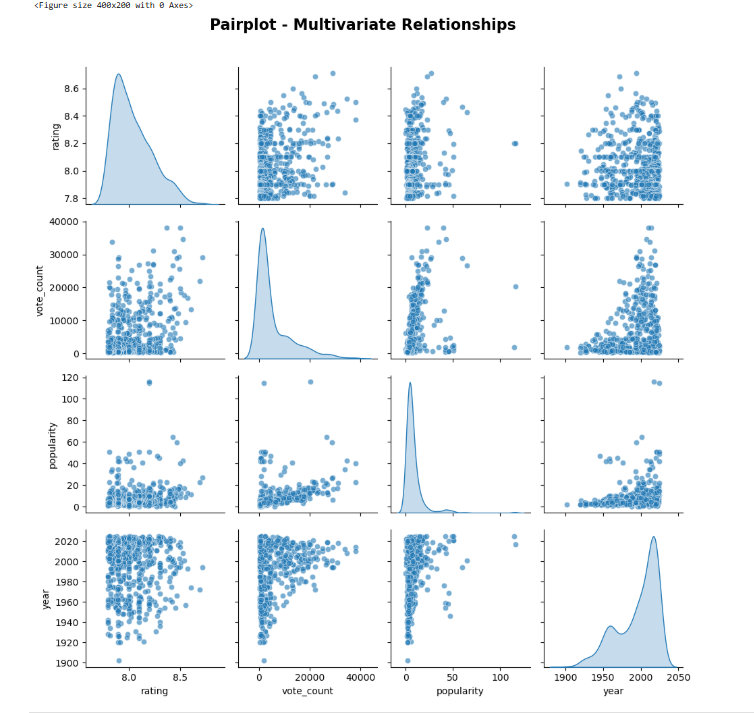 <Figure size 400x200 with 0 Axes>
Pairplot - Multivariate Relationships
8.6
8.4
8.2
8.0
7.8
rating
40000
30000
20000
10000
0
vote_count
120
100
80
60
40
20
0
popularity
2020
2000
1980
1960
1940
1920
1900
year
8.0 8.5
0 20000 40000
0 50 100
1900 1950 2000 2050
rating vote_count popularity year